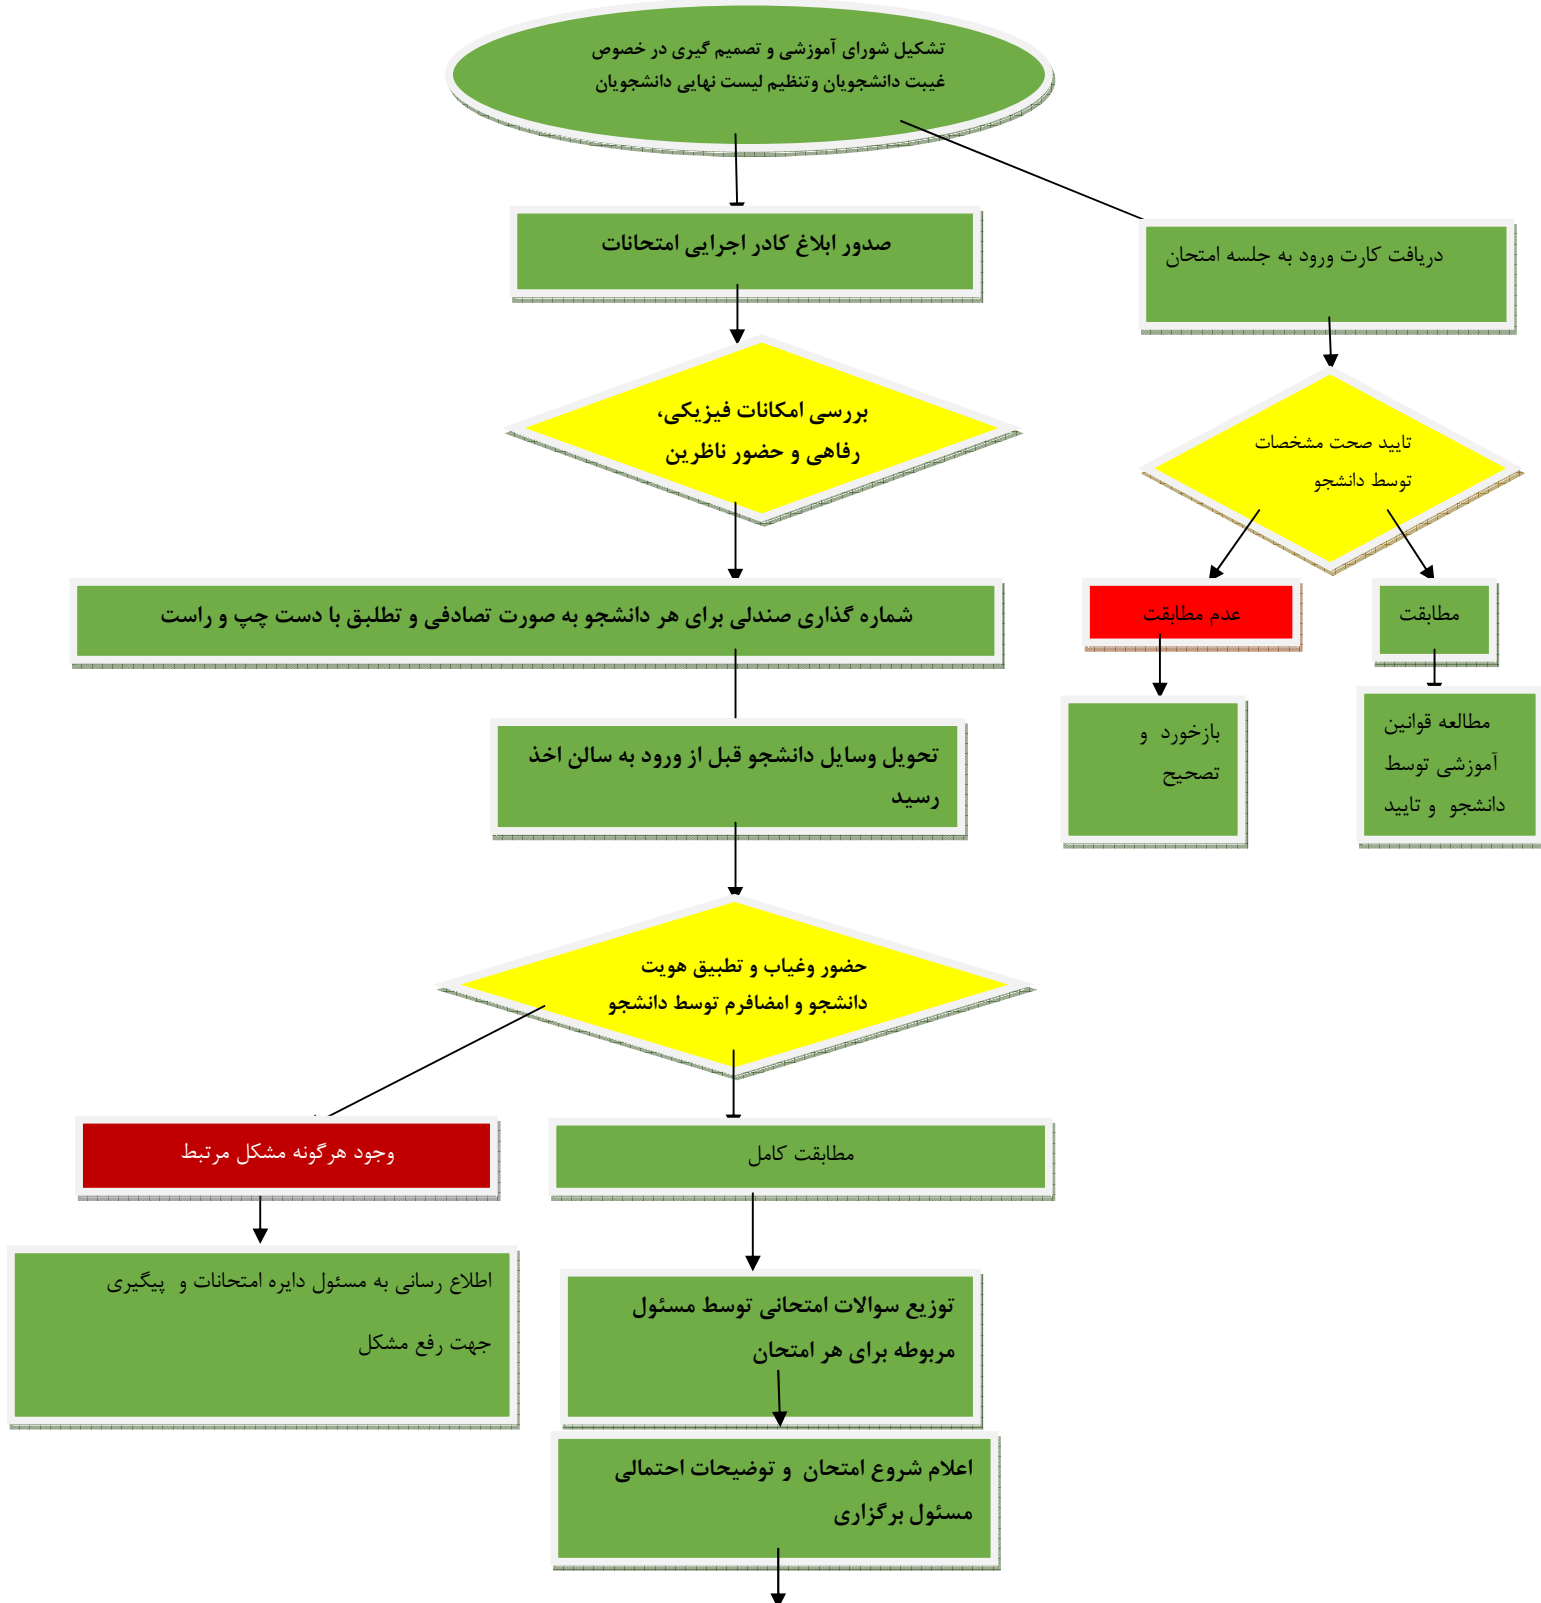 تشکیل شورای آموزشی و تصمیم گیری در خصوص
غیبت دانشجویان وتنظیم لیست نهایی دانشجویان
صدور ابلاغ کادر اجرایی امتحانات
دریافت کارت ورود به جلسه امتحان
بررسی امکانات فیزیکی،
رفاهی و حضور ناظرین
تایید صحت مشخصات
توسط دانشجو
شماره گذاری صندلی برای هر دانشجو به صورت تصادفی و تطلبق با دست چپ و راست
عدم مطابقت
مطابقت
تحویل وسایل دانشجو قبل از ورود به سالن اخذ
رسید
بازخورد و
تصحیح
مطالعه قوانین
آموزشی توسط
دانشجو و تایید
حضور وغیاب و تطبیق هویت
دانشجو و امضافرم توسط دانشجو
وجود هرگونه مشکل مرتبط
مطابقت کامل
اطلاع رسانی به مسئول دایره امتحانات و پیگیری
جهت رفع مشکل
توزیع سوالات امتحانی توسط مسئول
مربوطه برای هر امتحان
اعلام شروع امتحان و توضیحات احتمالی
مسئول برگزاری